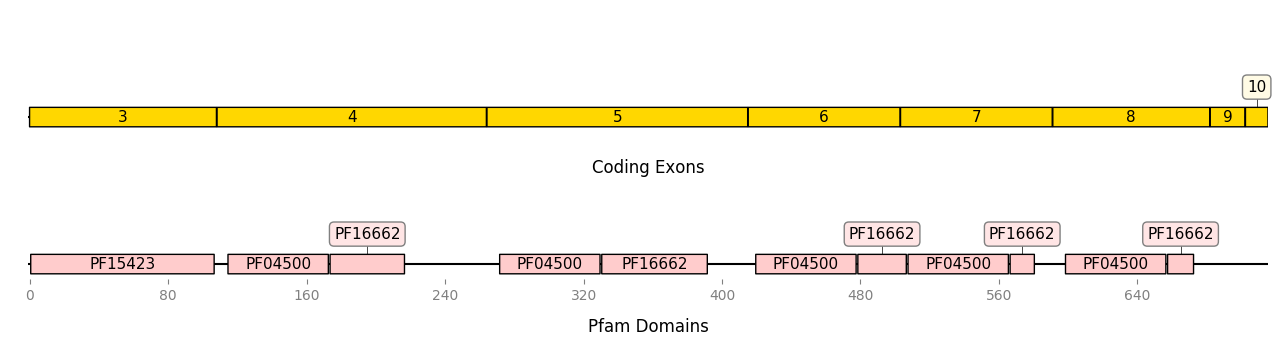 10
3 4 5 6 7 8 9
Coding Exons
PF16662 PF16662 PF16662 PF16662
PF15423 PF04500 PF04500 PF16662 PF04500 PF04500 PF04500
0 80 160 240 320 400 480 560 640
Pfam Domains